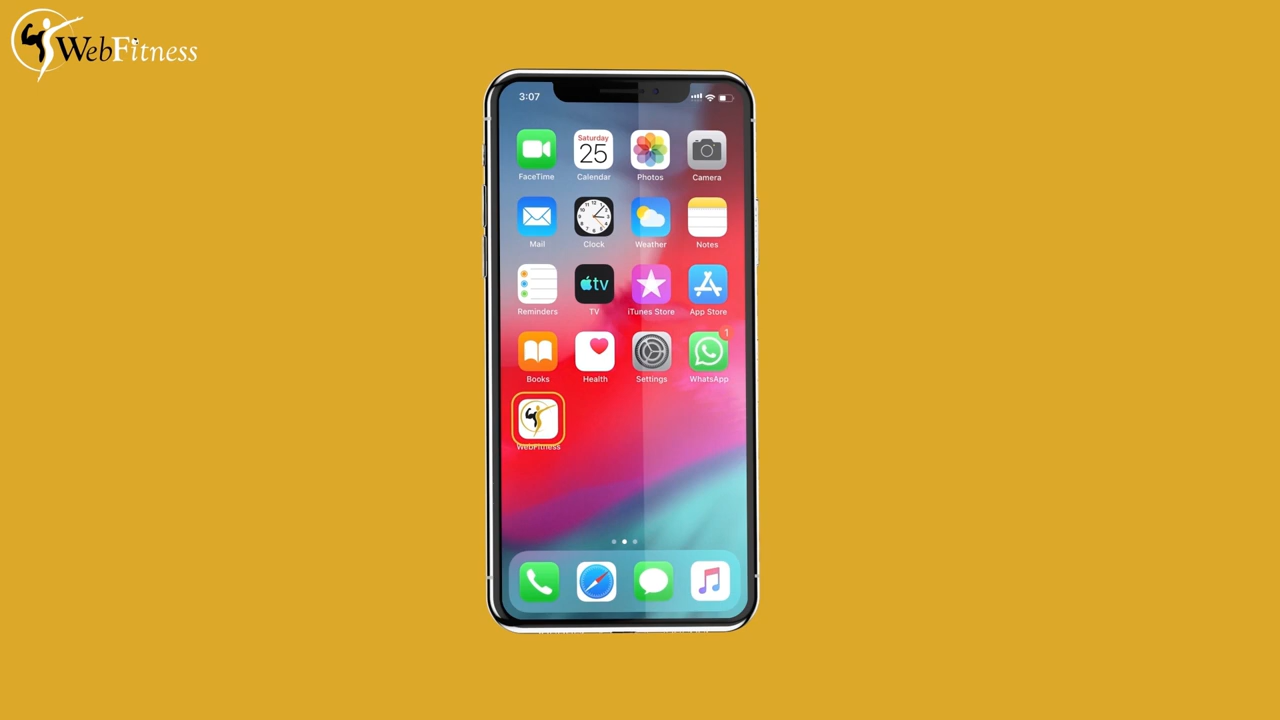 WebFitness
3:07
Saturday
25
FaceTime
Calendar
Photos
Camera
Mail
Clock
Weather
Notes
tv
Reminders
TV
iTunes Store
App Store
1
Books
Health
Settings
WhatsApp
WebFitness